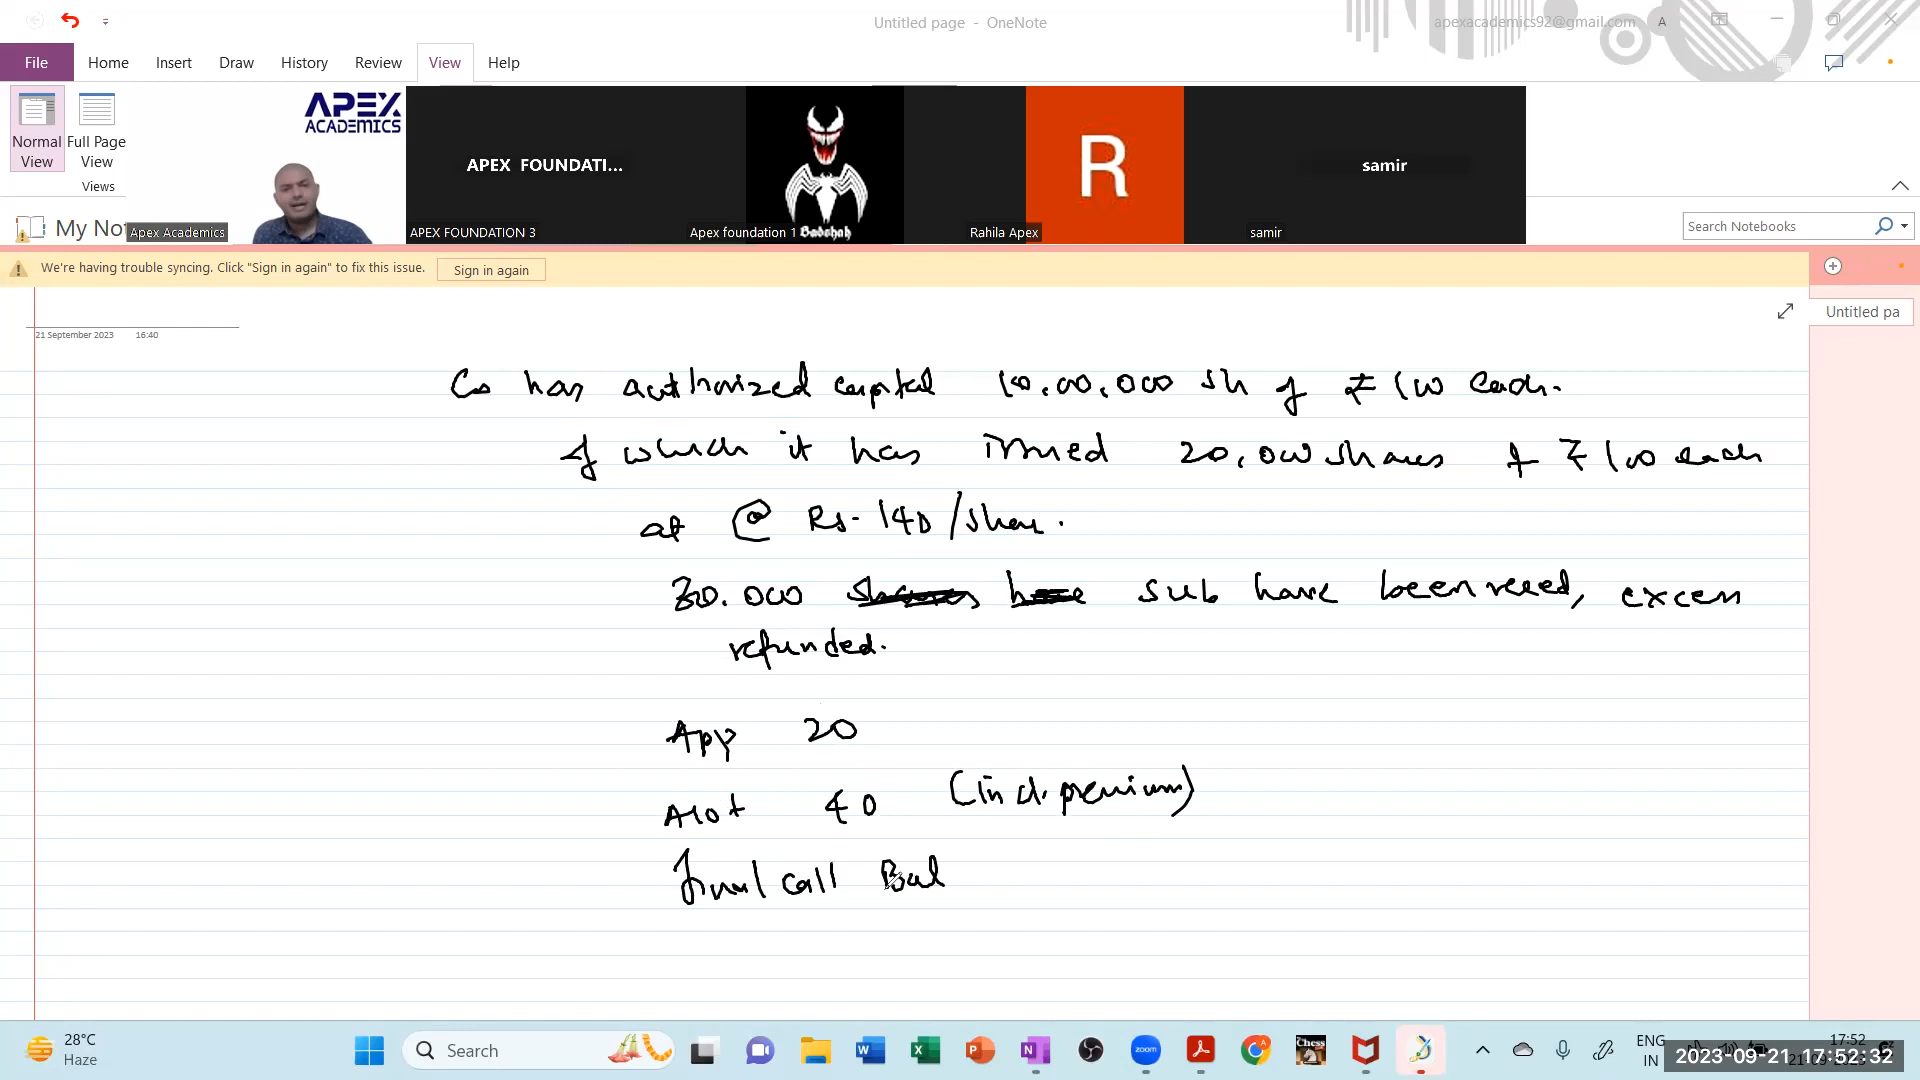 Untitled page - OneNote
apexacademics92@gmail.com A
File Home Insert Draw History Review View Help
Normal View
Full Page View
Views
APEX ACADEMICS
APEX FOUNDATI...
R
samir
My No
Apex Academics
APEX FOUNDATION 3
Apex foundation 1
Badshah
Rahila Apex
samir
Search Notebooks
We're having trouble syncing. Click "Sign in again" to fix this issue. Sign in again
Untitled pa
21 September 2023 16:40
Co has authorized capital 10,00,000 sh of ₹ 100 each.
of which it has issued 20,000 shares of ₹ 100 each
at @ Rs. 140/share.
30,000 sub have been recd, excess
refunded.
App 20
Alot 40 (incl. premium)
final call Bal
28°C
Haze
Search
Chess
zoom
ENG
IN
17:52
2023-09-21 17:52:32